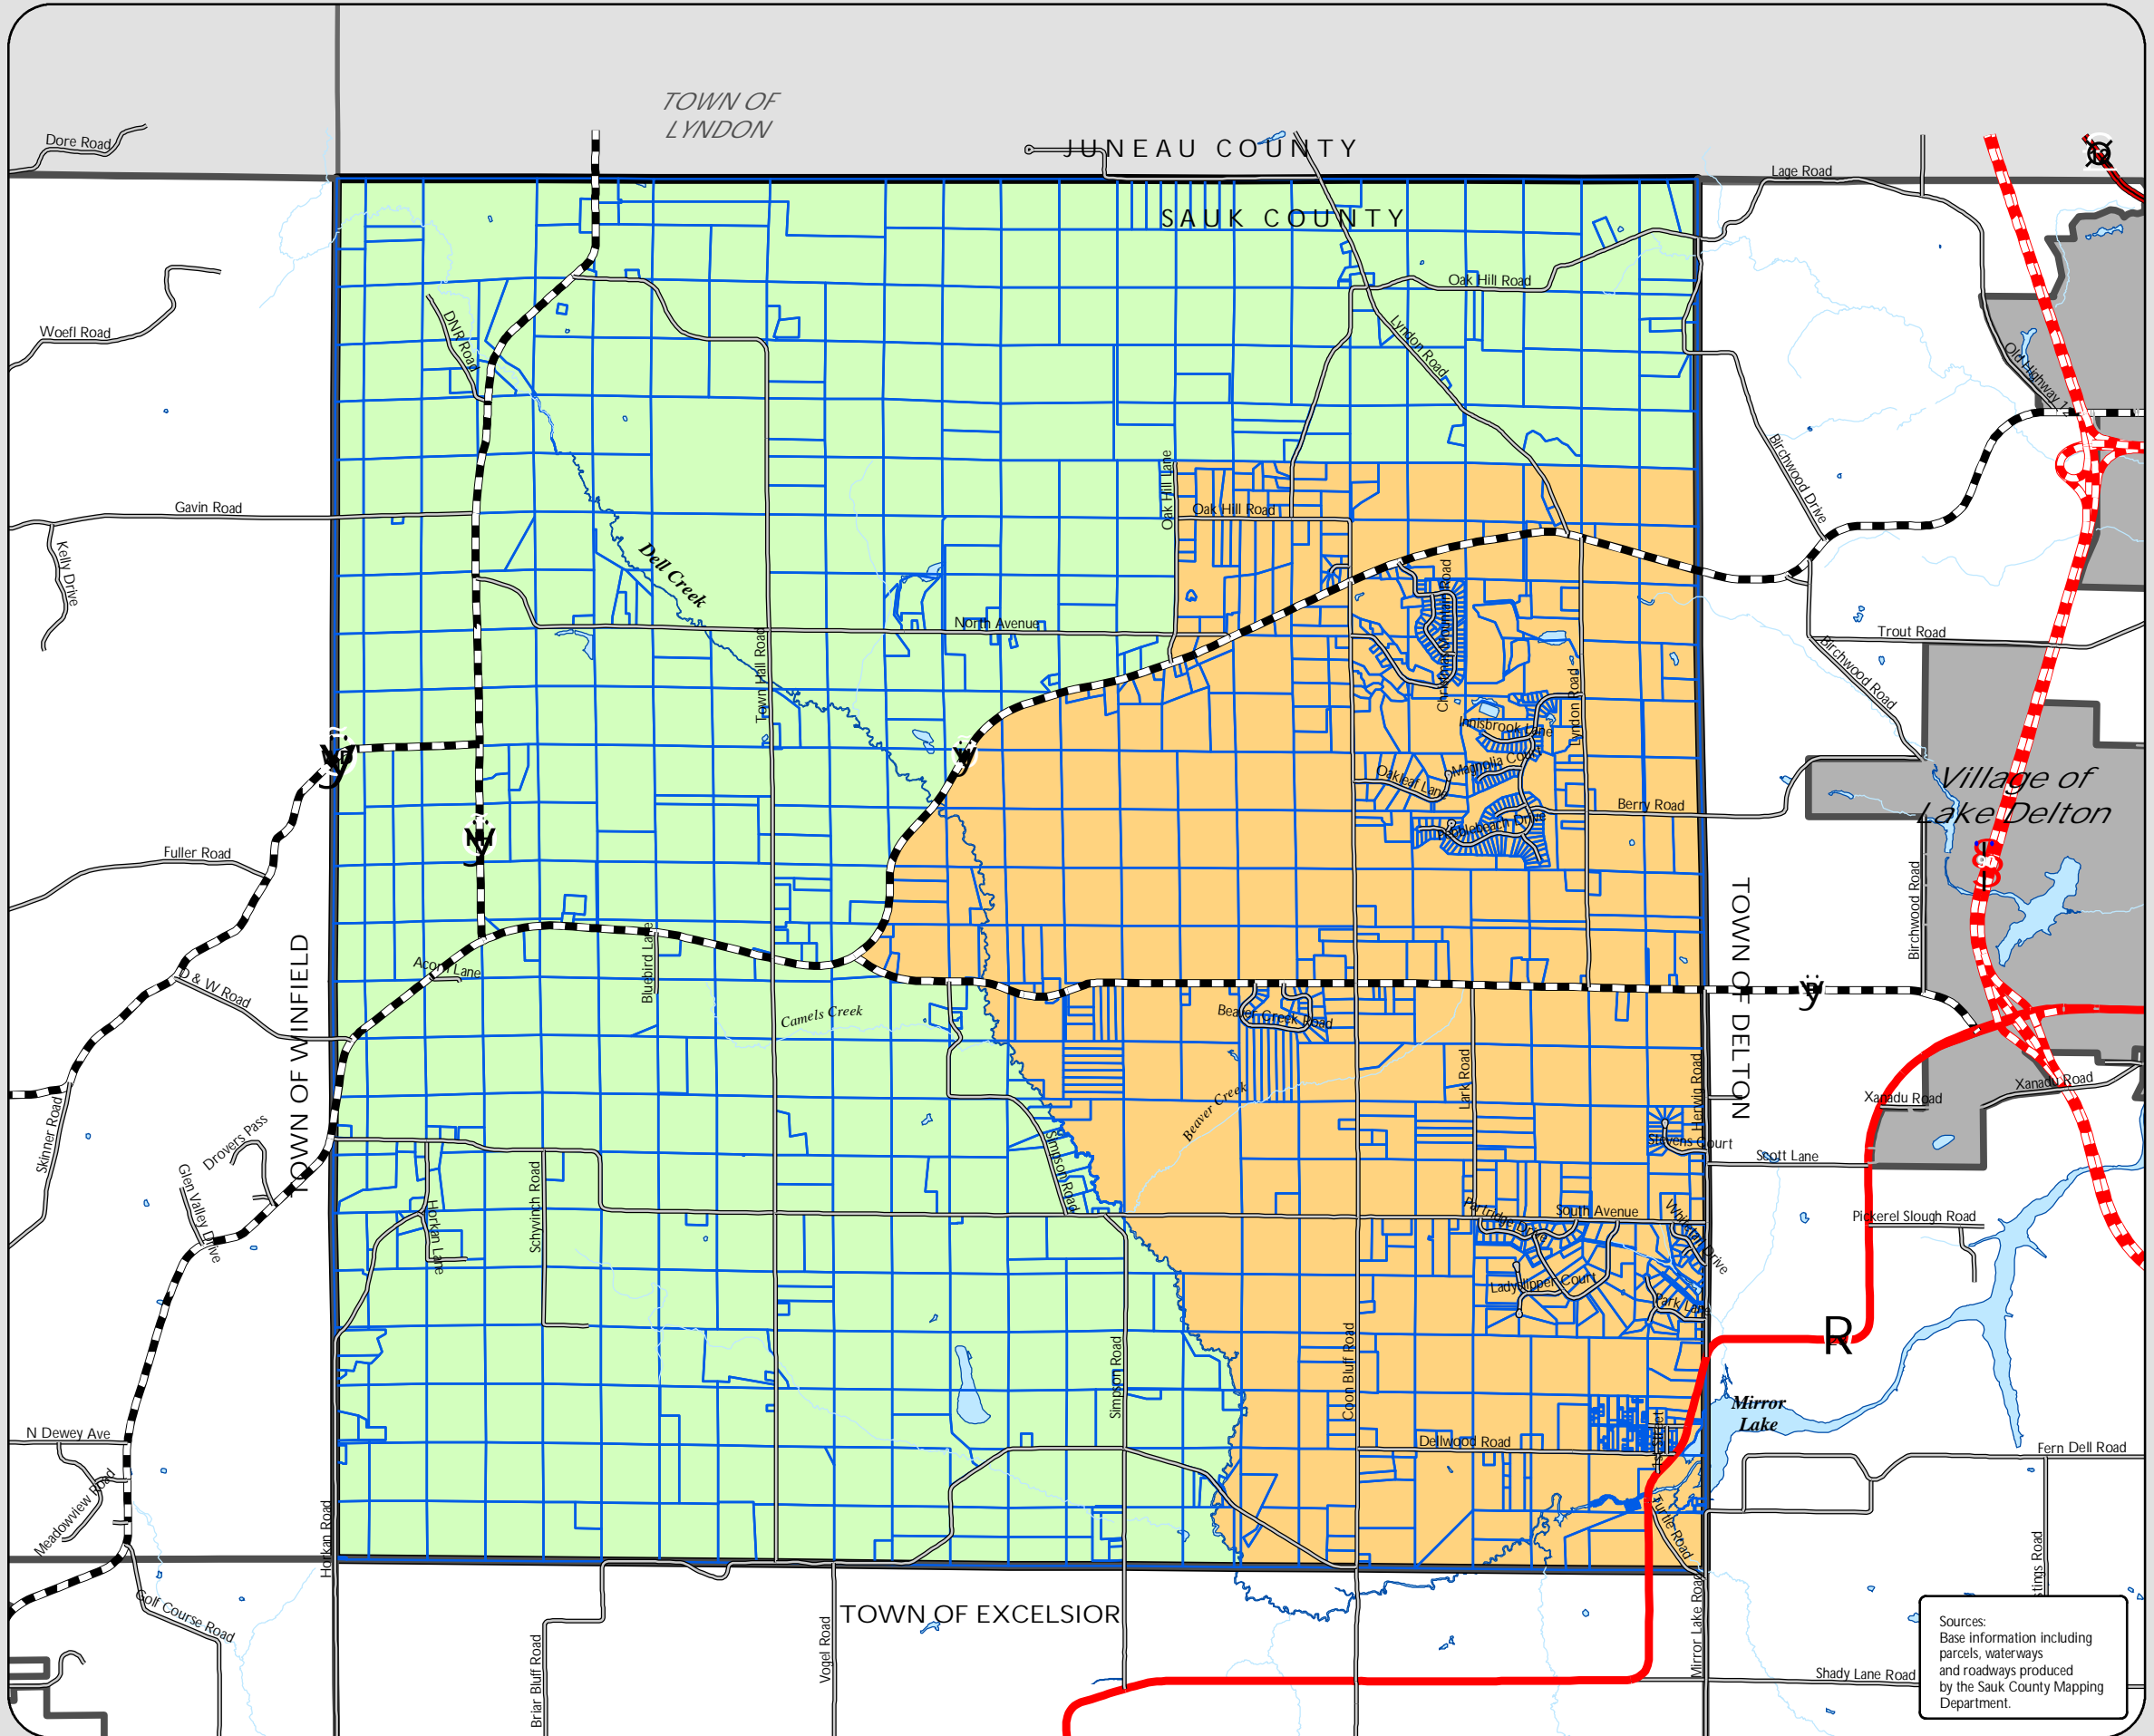 TOWN OF
LYNDON
JUNEAU COUNTY
SAUK COUNTY
Dore Road
Lage Road
Oak Hill Road
Woefl Road
DNR Road
Lyndon Road
Old Highway 12
Birchwood Drive
Gavin Road
Kelly Drive
Oak Hill Lane
Oak Hill Road
Dell Creek
North Avenue
Town Hall Road
Trout Road
Birchwood Road
Lyndon Road
Innisbrook Lane
Magnolia Court
Oakleaf Lane
Berry Road
Village of
Lake Delton
90
Fuller Road
Birchwood Road
TOWN OF WINFIELD
TOWN OF DELTON
Acorn Lane
D & W Road
Bluebird Lane
Camels Creek
Beaver Creek Road
Beaver Creek
Lark Road
Herwig Road
Xanadu Road
Xanadu Road
Skinner Road
Drovers Pass
Glen Valley Drive
Simpson Road
Stevens Court
Scott Lane
Horkan Lane
Schyvinch Road
Partridge Drive
South Avenue
Pickerel Slough Road
Ladyslipper Court
Park Lane
R
Simpson Road
Coon Bluff Road
Mirror
Lake
N Dewey Ave
Dellwood Road
1st Street
Fern Dell Road
Meadowview Road
Turtle Road
Horkan Road
Golf Course Road
TOWN OF EXCELSIOR
Briar Bluff Road
Vogel Road
Mirror Lake Road
Shady Lane Road
Sources:
Base information including
parcels, waterways
and roadways produced
by the Sauk County Mapping
Department.